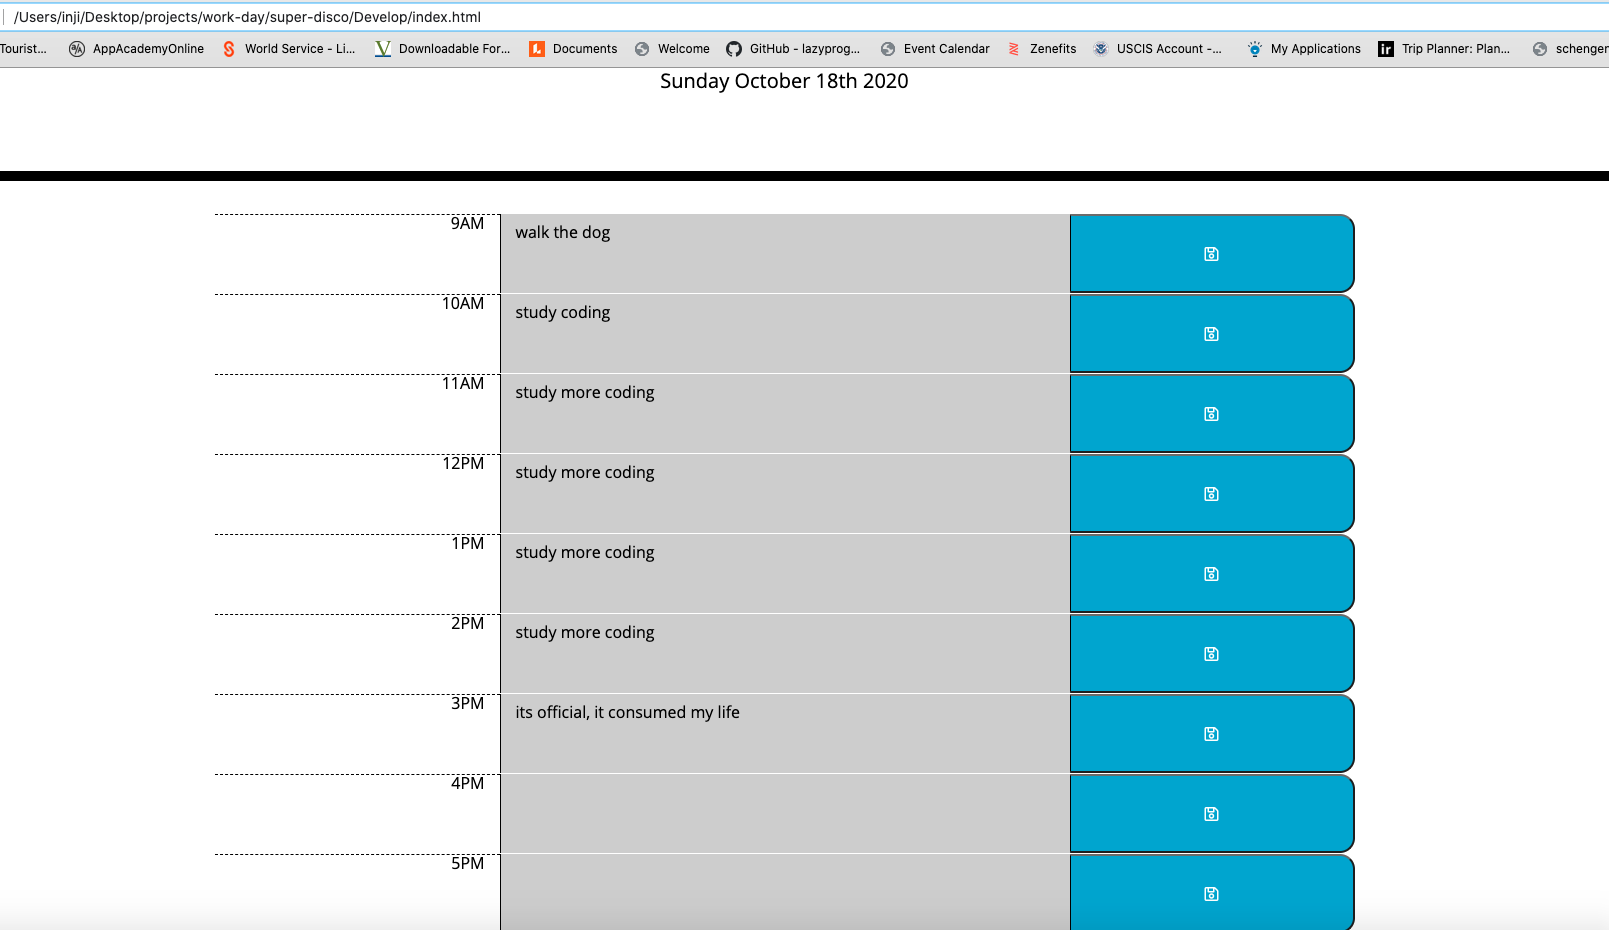 /Users/inji/Desktop/projects/work-day/super-disco/Develop/index.html
Tourist... AppAcademyOnline World Service - Li... Downloadable For... Documents Welcome GitHub - lazyprog... Event Calendar Zenefits USCIS Account -... My Applications ir Trip Planner: Plan... schenger
Sunday October 18th 2020
9AM walk the dog
10AM study coding
11AM study more coding
12PM study more coding
1PM study more coding
2PM study more coding
3PM its official, it consumed my life
4PM
5PM